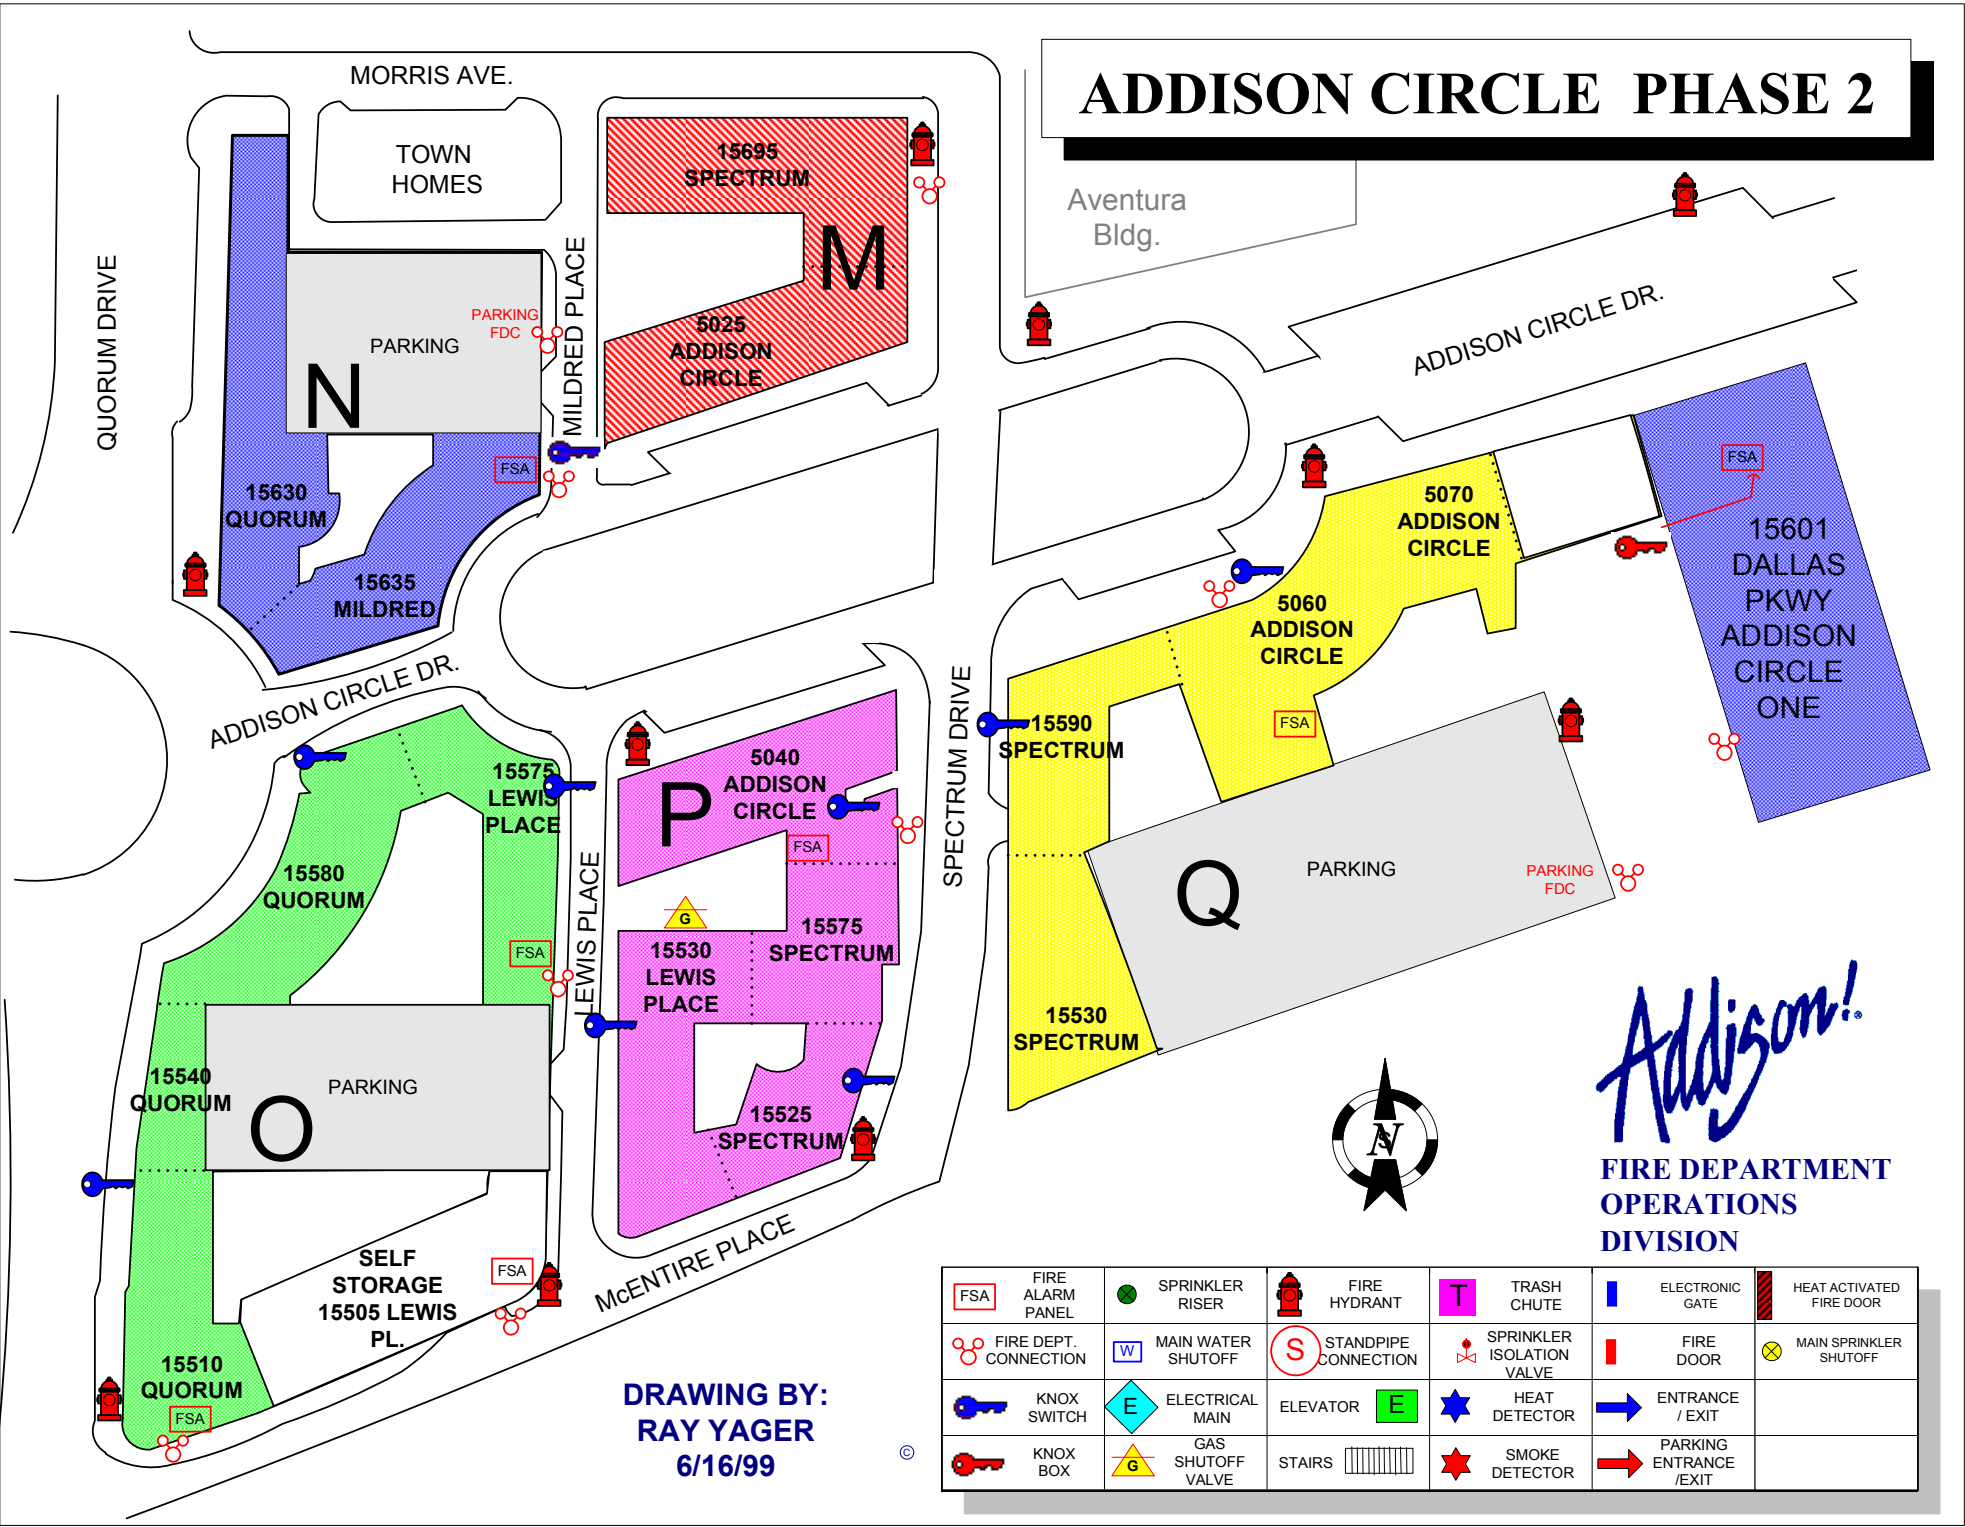 ADDISON CIRCLE PHASE 2
MORRIS AVE.
TOWN
HOMES
15695
SPECTRUM
M
5025
ADDISON
CIRCLE
Aventura
Bldg.
QUORUM DRIVE
MILDRED PLACE
PARKING
FDC
PARKING
N
FSA
15630
QUORUM
15635
MILDRED
ADDISON CIRCLE DR.
ADDISON CIRCLE DR.
5070
ADDISON
CIRCLE
5060
ADDISON
CIRCLE
FSA
15601
DALLAS
PKWY
ADDISON
CIRCLE
ONE
FSA
15590
SPECTRUM
SPECTRUM DRIVE
Q
PARKING
PARKING
FDC
15530
SPECTRUM
15575
LEWIS
PLACE
15580
QUORUM
FSA
LEWIS PLACE
5040
ADDISON
CIRCLE
P
FSA
G
15575
SPECTRUM
15530
LEWIS
PLACE
15525
SPECTRUM
15540
QUORUM
O
PARKING
SELF
STORAGE
15505 LEWIS
PL.
FSA
15510
QUORUM
FSA
McENTIRE PLACE
N
S
Addison!
FIRE DEPARTMENT
OPERATIONS
DIVISION
DRAWING BY:
RAY YAGER
6/16/99
©
FSA
FIRE
ALARM
PANEL
SPRINKLER
RISER
FIRE
HYDRANT
T
TRASH
CHUTE
ELECTRONIC
GATE
HEAT ACTIVATED
FIRE DOOR
FIRE DEPT.
CONNECTION
W
MAIN WATER
SHUTOFF
S
STANDPIPE
CONNECTION
SPRINKLER
ISOLATION
VALVE
FIRE
DOOR
MAIN SPRINKLER
SHUTOFF
KNOX
SWITCH
E
ELECTRICAL
MAIN
ELEVATOR
E
HEAT
DETECTOR
ENTRANCE
/ EXIT
KNOX
BOX
G
GAS
SHUTOFF
VALVE
STAIRS
SMOKE
DETECTOR
PARKING
ENTRANCE
/EXIT